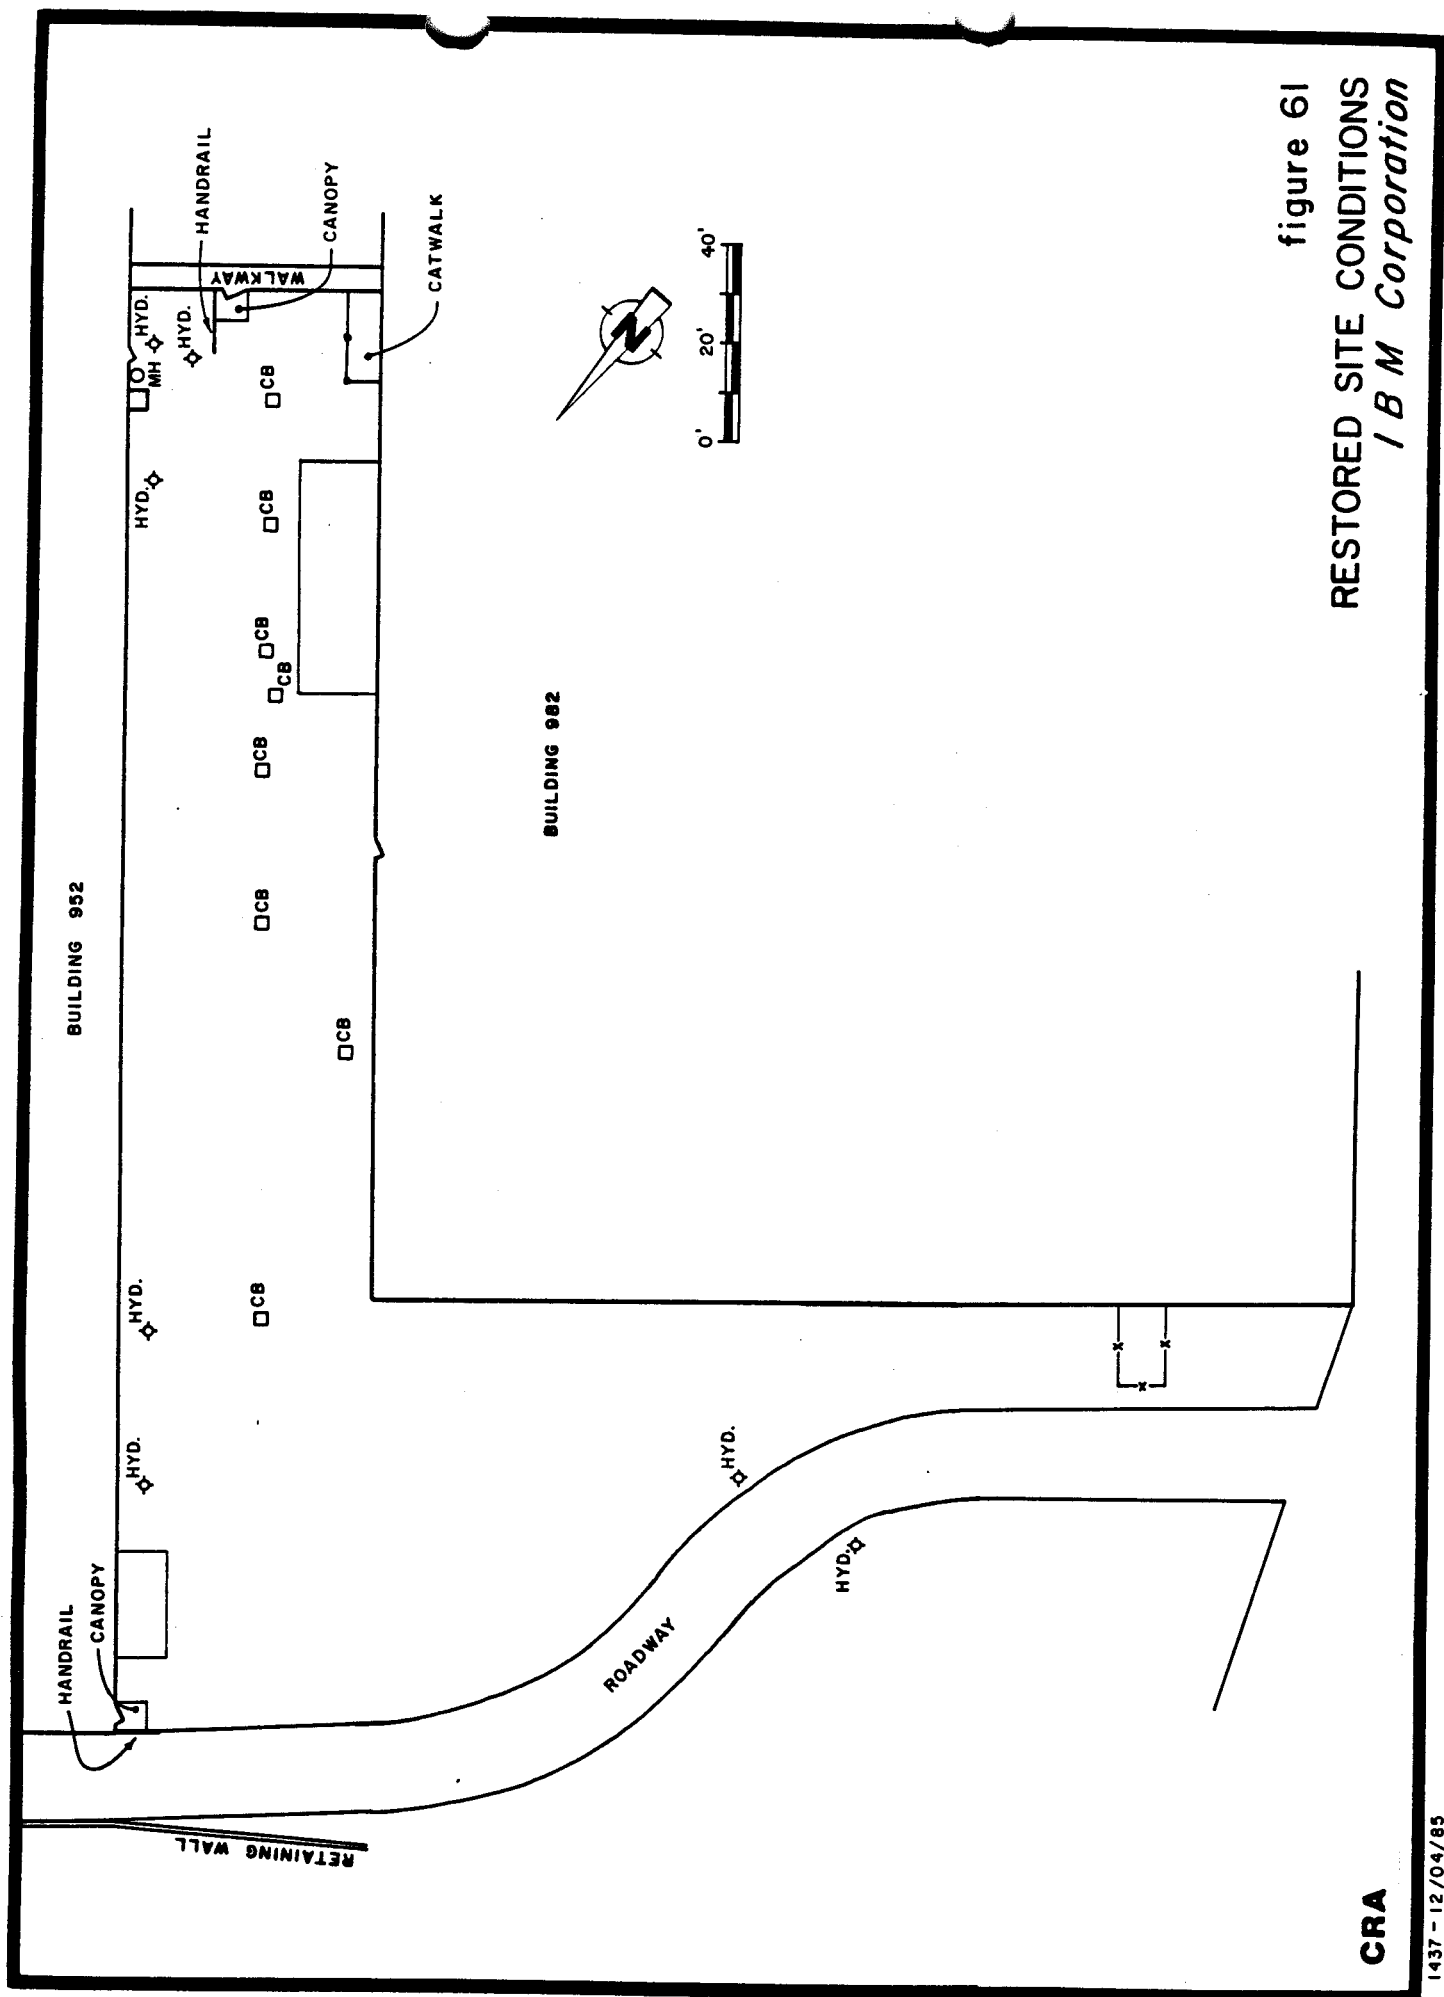 BUILDING 952
HANDRAIL
CANOPY
HYD.
HYD.
CB
CB
CB
CB
CB
CB
CB
CB
HYD.
MH
HYD.
HYD.
WALKWAY
HANDRAIL
CANOPY
CATWALK
RETAINING WALL
BUILDING 982
ROADWAY
HYD.
HYD.
N
0' 20' 40'
figure 61
RESTORED SITE CONDITIONS
I B M Corporation
CRA
1437 - 12/04/85